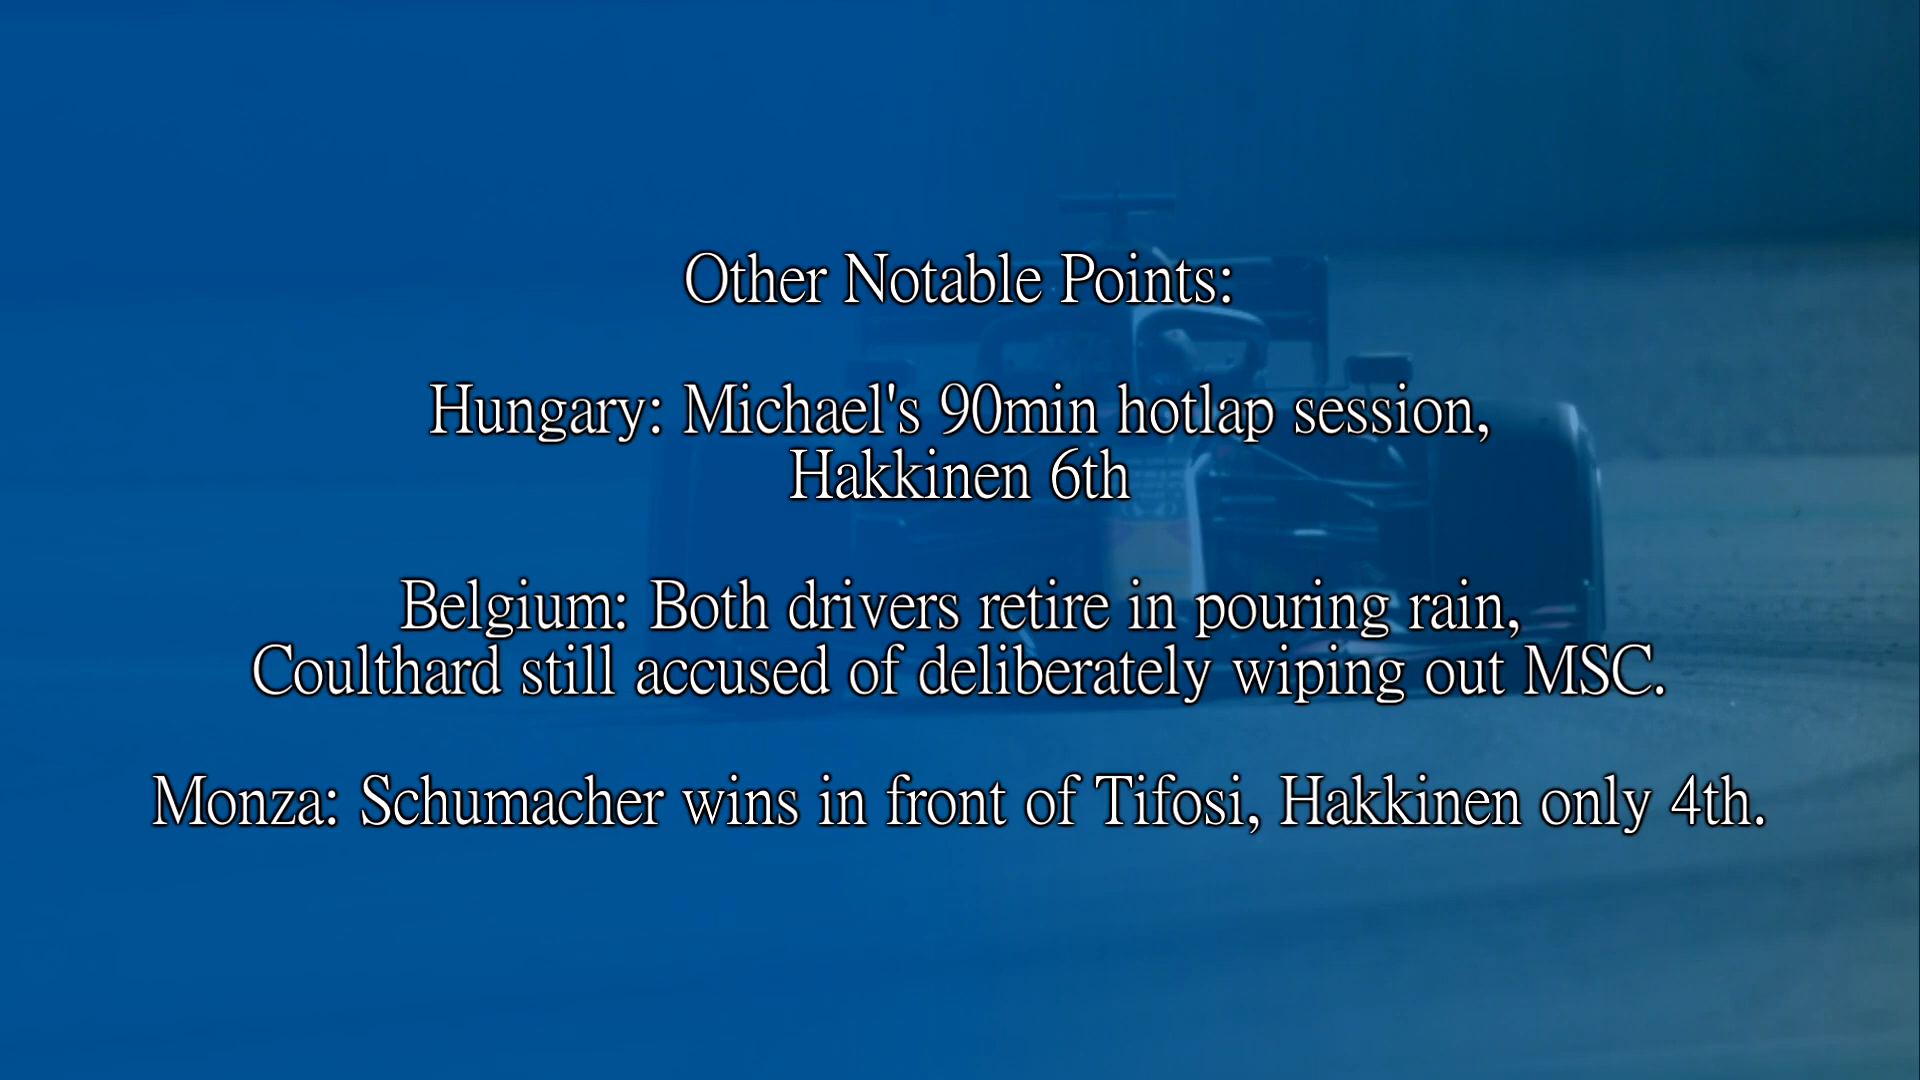 Other Notable Points:
Hungary: Michael's 90min hotlap session,
Hakkinen 6th
Belgium: Both drivers retire in pouring rain,
Coulthard still accused of deliberately wiping out MSC.
Monza: Schumacher wins in front of Tifosi, Hakkinen only 4th.